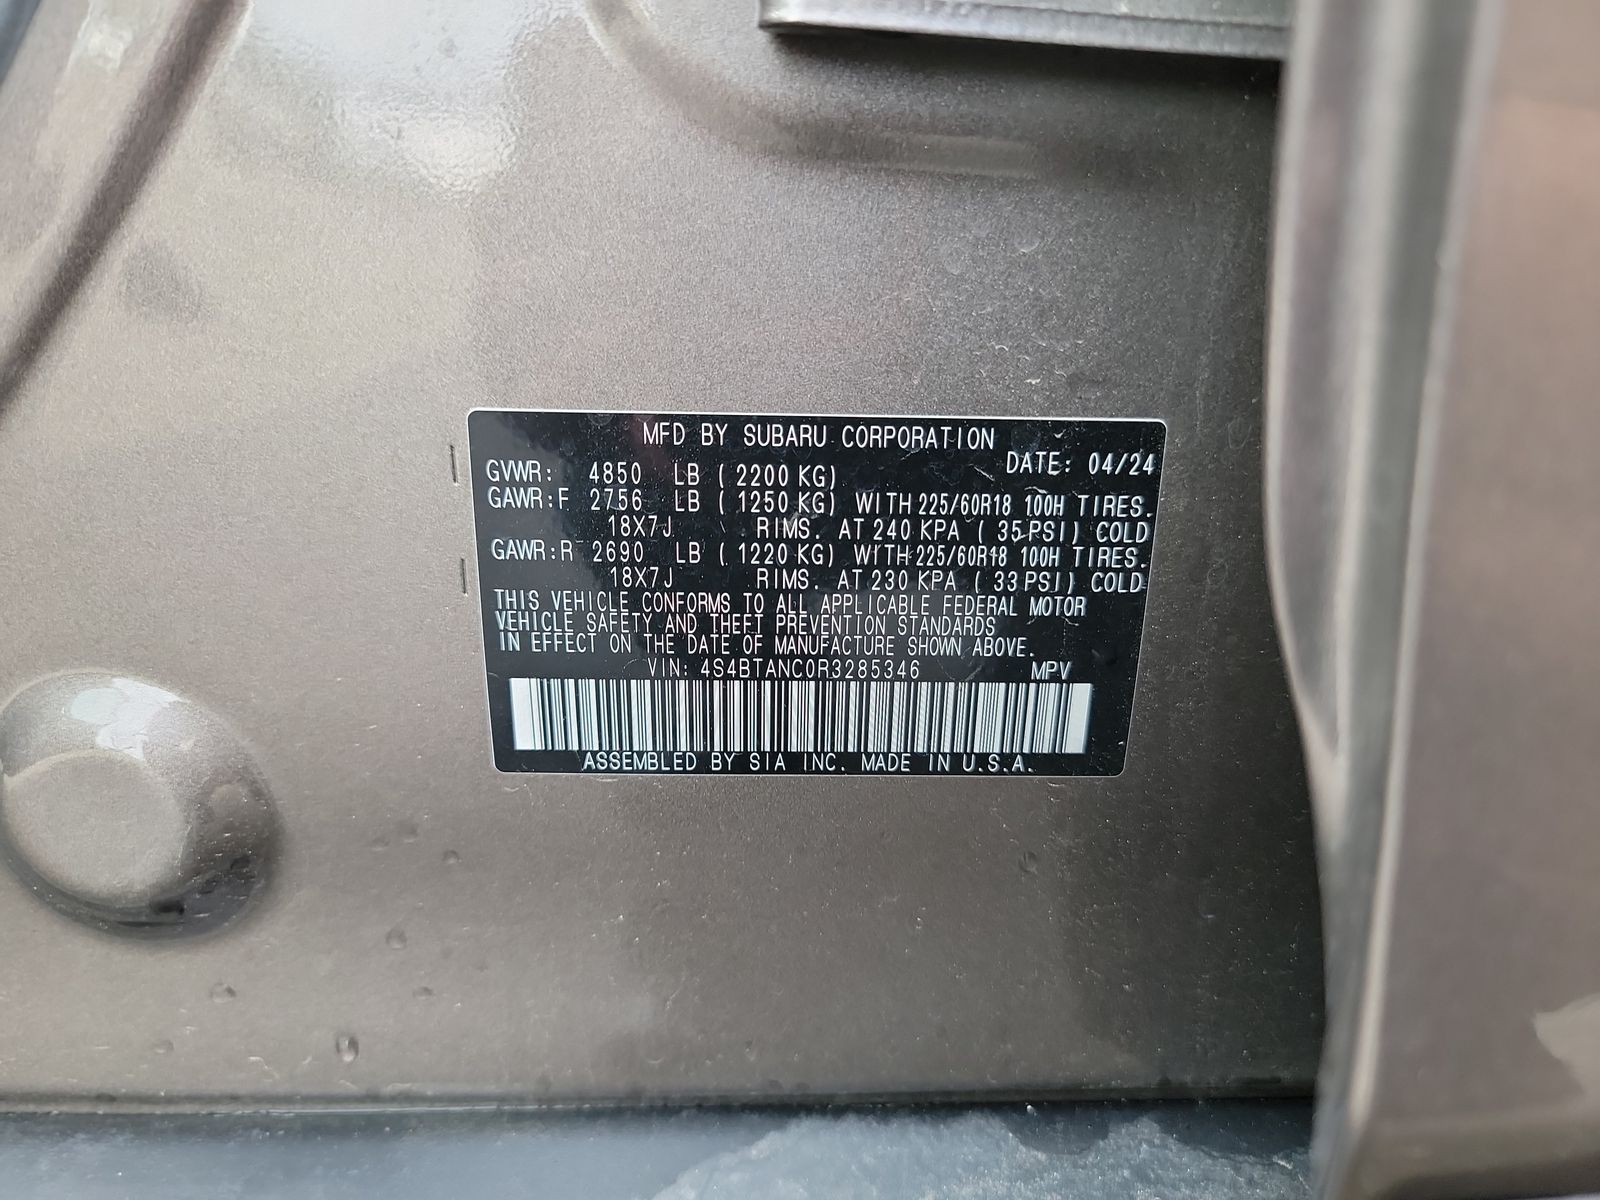 MFD BY SUBARU CORPORATION
GVWR: 4850 LB (2200 KG) DATE: 04/24
GAWR:F 2756 LB (1250 KG) WITH 225/60R18 100H TIRES.
18X7J RIMS. AT 240 KPA (35 PSI) COLD
GAWR:R 2690 LB (1220 KG) WITH 225/60R18 100H TIRES.
18X7J RIMS. AT 230 KPA (33 PSI) COLD
THIS VEHICLE CONFORMS TO ALL APPLICABLE FEDERAL MOTOR
VEHICLE SAFETY AND THEFT PREVENTION STANDARDS
IN EFFECT ON THE DATE OF MANUFACTURE SHOWN ABOVE.
VIN: 4S4BTANC0R3285346 MPV
ASSEMBLED BY SIA INC. MADE IN U.S.A.